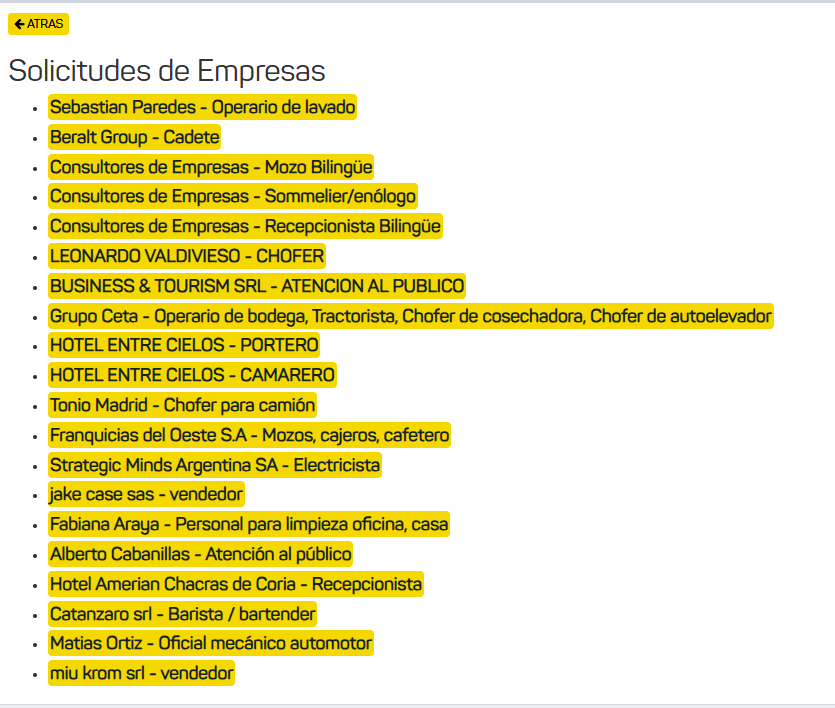 ATRAS
Solicitudes de Empresas
Sebastian Paredes - Operario de lavado
Beralt Group - Cadete
Consultores de Empresas - Mozo Bilingüe
Consultores de Empresas - Sommelier/enólogo
Consultores de Empresas - Recepcionista Bilingüe
LEONARDO VALDIVIESO - CHOFER
BUSINESS & TOURISM SRL - ATENCION AL PUBLICO
Grupo Ceta - Operario de bodega, Tractorista, Chofer de cosechadora, Chofer de autoelevador
HOTEL ENTRE CIELOS - PORTERO
HOTEL ENTRE CIELOS - CAMARERO
Tonio Madrid - Chofer para camión
Franquicias del Oeste S.A - Mozos, cajeros, cafetero
Strategic Minds Argentina SA - Electricista
jake case sas - vendedor
Fabiana Araya - Personal para limpieza oficina, casa
Alberto Cabanillas - Atención al público
Hotel Amerian Chacras de Coria - Recepcionista
Catanzaro srl - Barista / bartender
Matias Ortiz - Oficial mecánico automotor
miu krom srl - vendedor